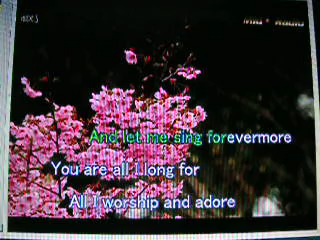 And let me sing forevermore
You are all I long for
All I worship and adore